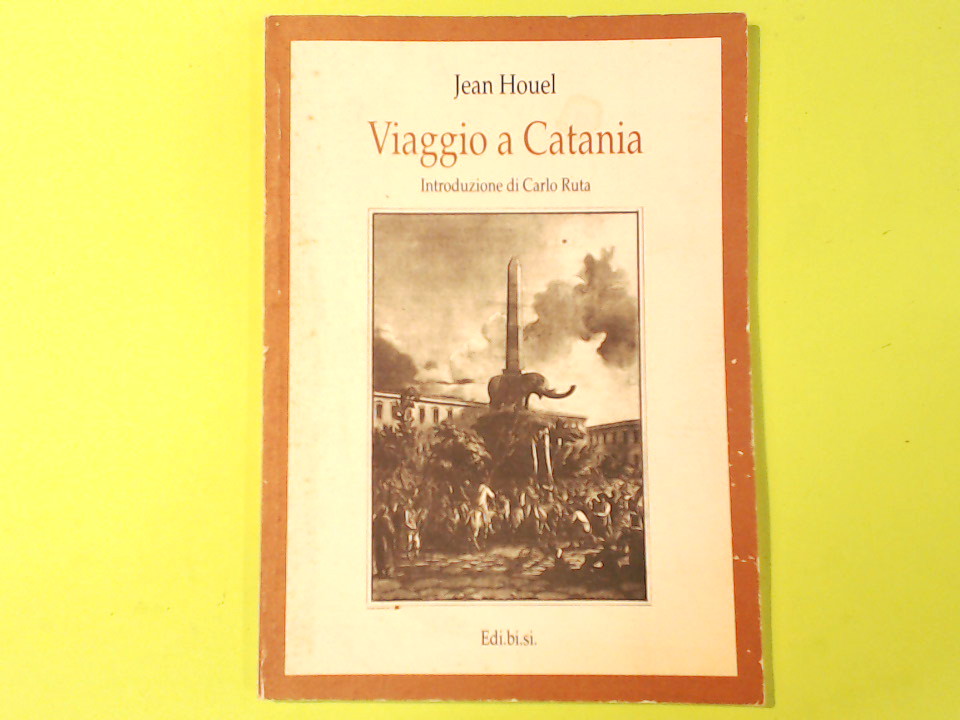 Jean Houel
Viaggio a Catania
Introduzione di Carlo Ruta
Edi.bi.si.